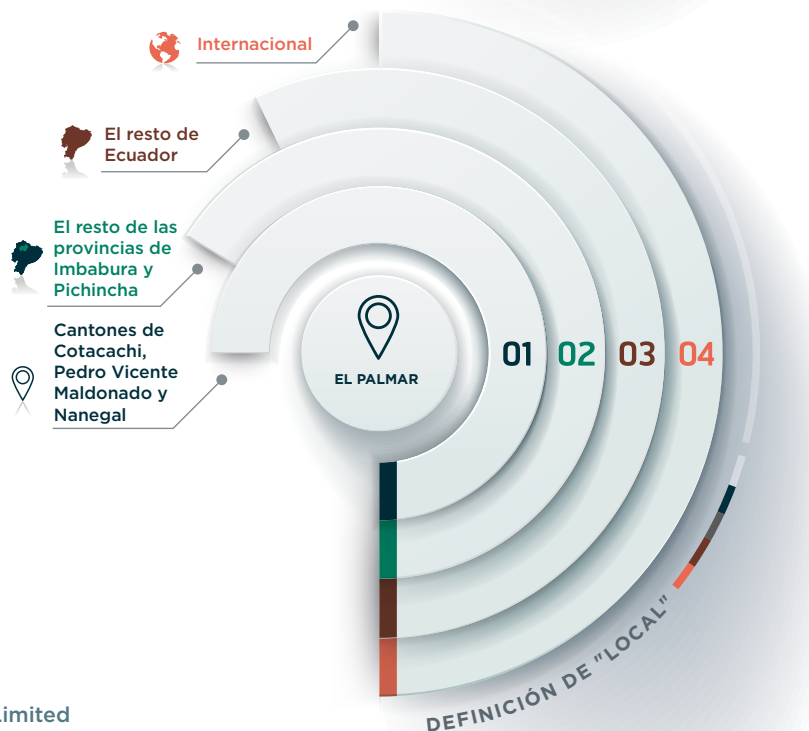 Internacional
El resto de
Ecuador
El resto de las
provincias de
Imbabura y
Pichincha
Cantones de
Cotacachi,
Pedro Vicente
Maldonado y
Nanegal
EL PALMAR
01
02
03
04
DEFINICIÓN DE "LOCAL"
Limited